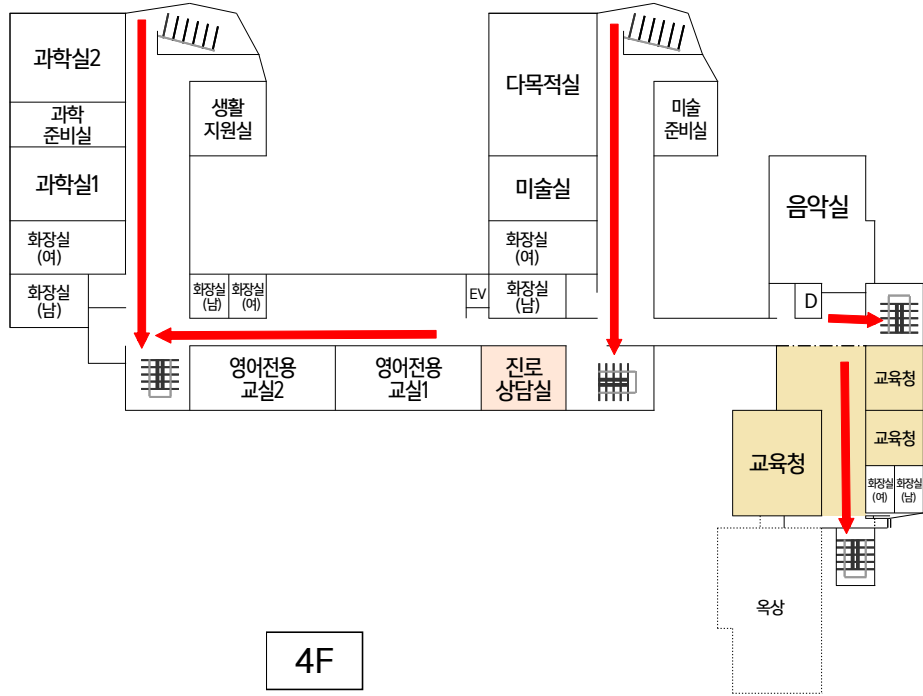 과학실2
과학
준비실
과학실1
화장실
(여)
화장실
(남)
생활
지원실
화장실
(남)
화장실
(여)
EV
다목적실
미술실
화장실
(여)
화장실
(남)
미술
준비실
음악실
D
영어전용
교실2
영어전용
교실1
진로
상담실
교육청
교육청
교육청
화장실
(여)
화장실
(남)
옥상
4F